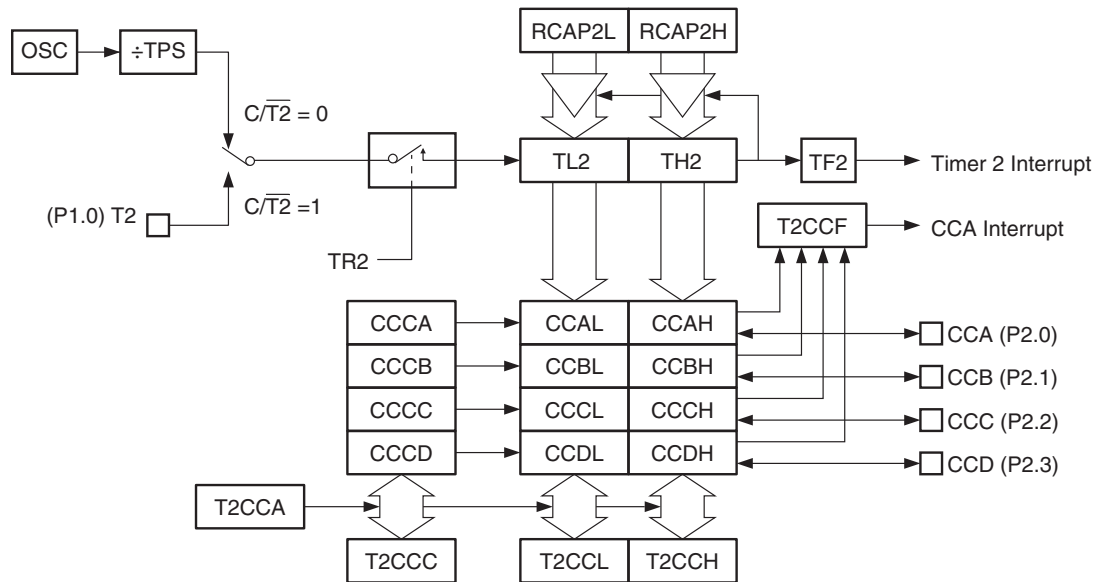 RCAP2L RCAP2H
OSC ÷TPS
C/T̅2̅ = 0
TL2 TH2 TF2 Timer 2 Interrupt
C/T̅2̅ =1
(P1.0) T2
T2CCF CCA Interrupt
TR2
CCCA CCAL CCAH CCA (P2.0)
CCCB CCBL CCBH CCB (P2.1)
CCCC CCCL CCCH CCC (P2.2)
CCCD CCDL CCDH CCD (P2.3)
T2CCA
T2CCC T2CCL T2CCH